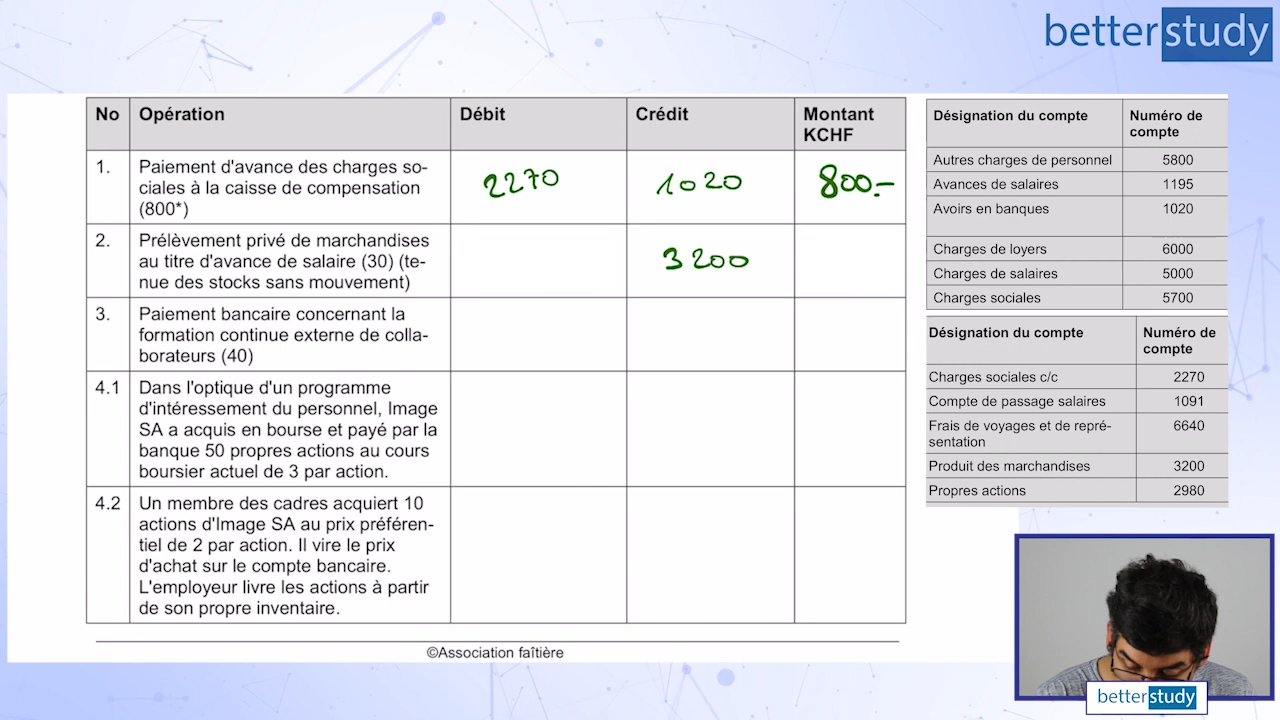 betterstudy
No Opération Débit Crédit Montant
KCHF
1. Paiement d'avance des charges so-
ciales à la caisse de compensation
(800*)
2270 1020 800.-
2. Prélèvement privé de marchandises
au titre d'avance de salaire (30) (te-
nue des stocks sans mouvement)
3200
3. Paiement bancaire concernant la
formation continue externe de colla-
borateurs (40)
4.1 Dans l'optique d'un programme
d'intéressement du personnel, Image
SA a acquis en bourse et payé par la
banque 50 propres actions au cours
boursier actuel de 3 par action.
4.2 Un membre des cadres acquiert 10
actions d'Image SA au prix préféren-
tiel de 2 par action. Il vire le prix
d'achat sur le compte bancaire.
L'employeur livre les actions à partir
de son propre inventaire.
©Association faîtière
Désignation du compte Numéro de
compte
Autres charges de personnel 5800
Avances de salaires 1195
Avoirs en banques 1020
Charges de loyers 6000
Charges de salaires 5000
Charges sociales 5700
Désignation du compte Numéro de
compte
Charges sociales c/c 2270
Compte de passage salaires 1091
Frais de voyages et de repré- 6640
sentation
Produit des marchandises 3200
Propres actions 2980
betterstudy